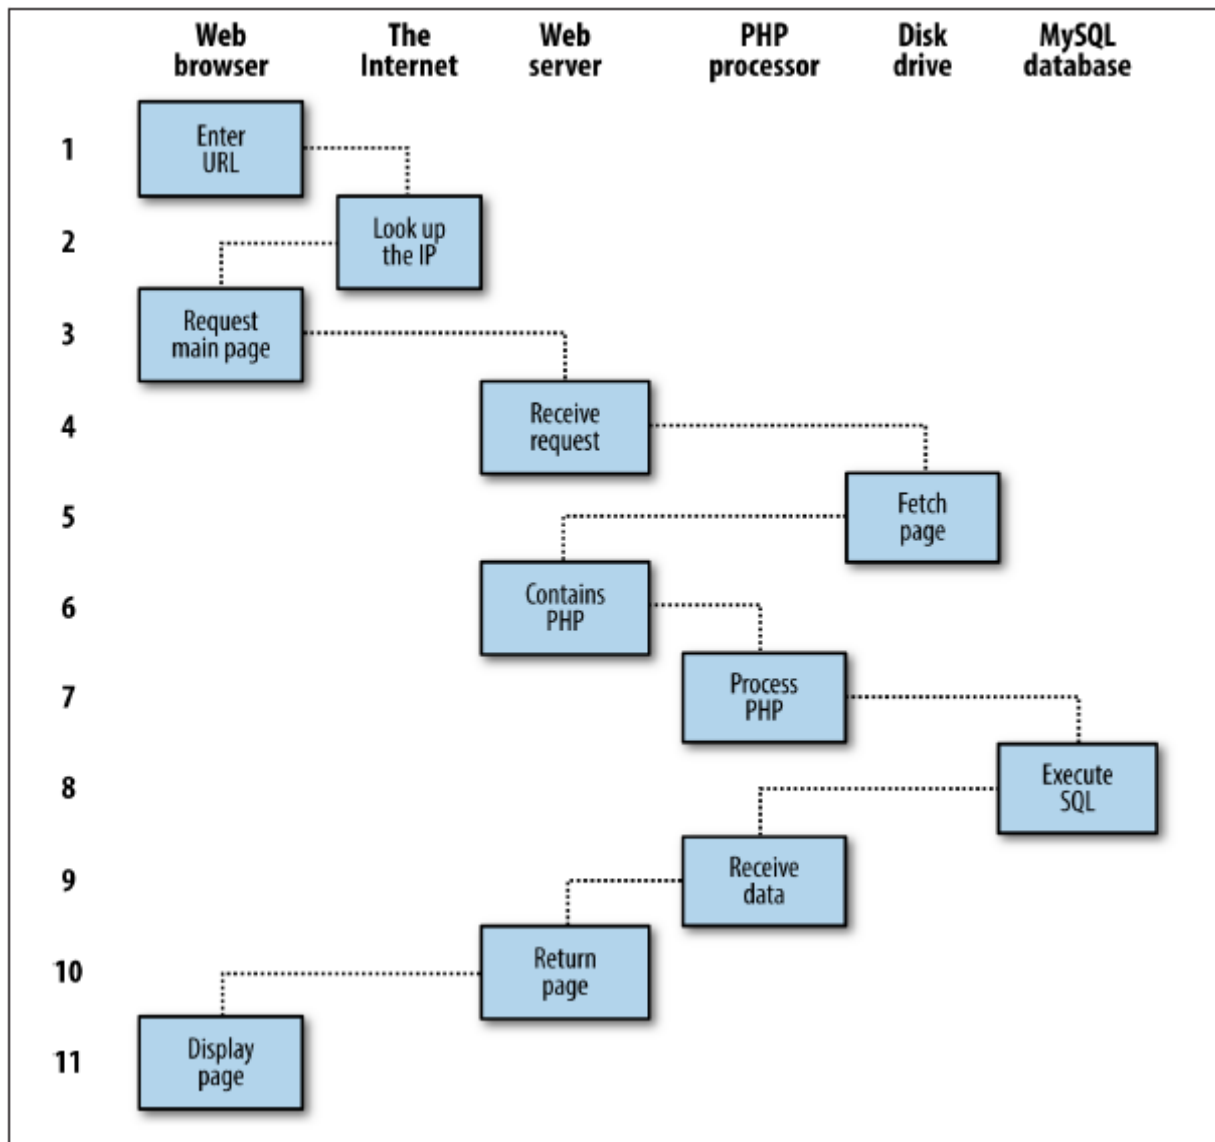 Web
browser
The
Internet
Web
server
PHP
processor
Disk
drive
MySQL
database
1
Enter
URL
2
Look up
the IP
3
Request
main page
4
Receive
request
5
Fetch
page
6
Contains
PHP
7
Process
PHP
8
Execute
SQL
9
Receive
data
10
Return
page
11
Display
page